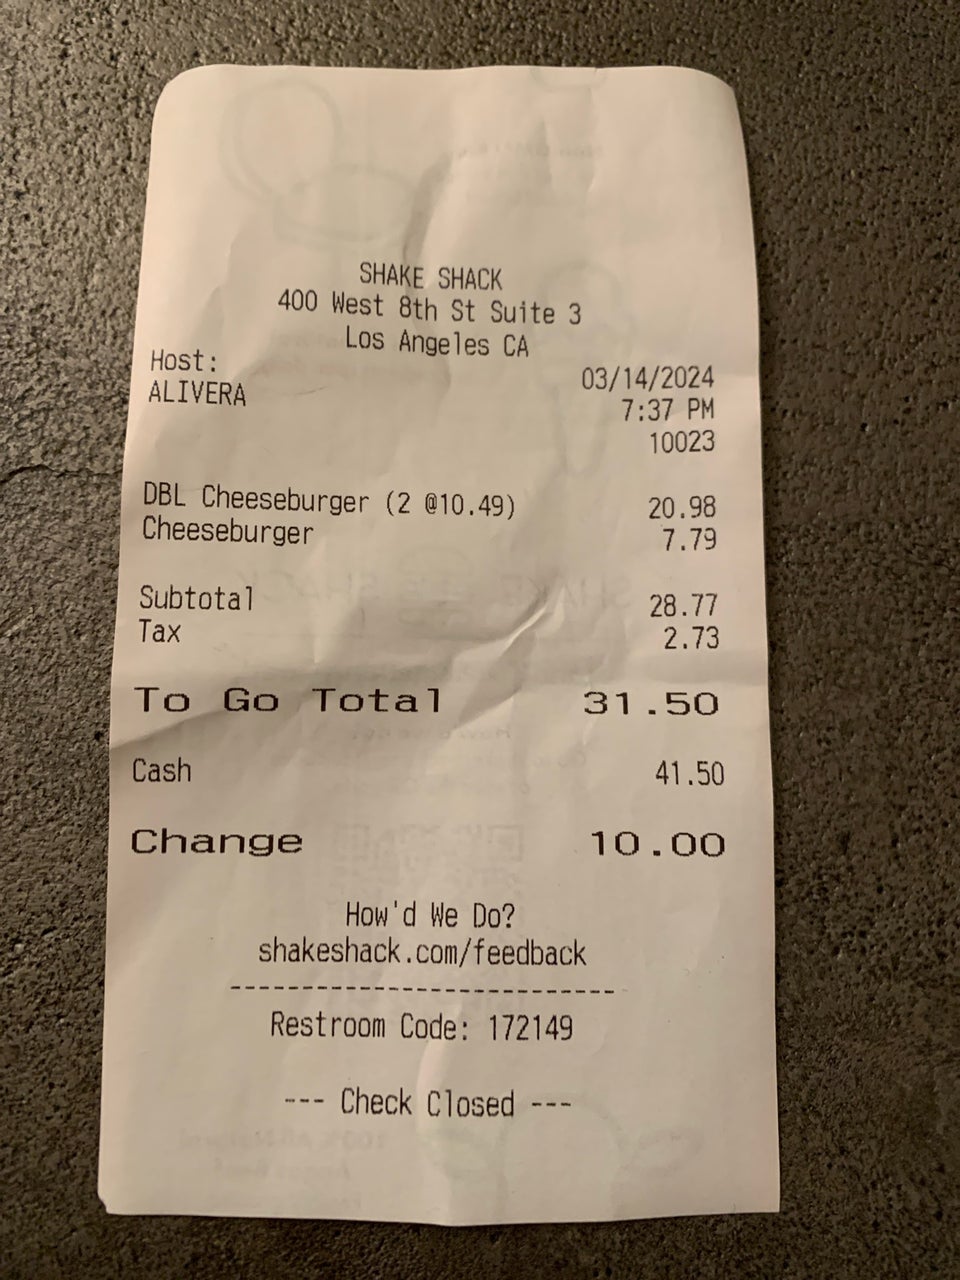 SHAKE SHACK
400 West 8th St Suite 3
Los Angeles CA
Host:
03/14/2024
ALIVERA
7:37 PM
10023
DBL Cheeseburger (2 @10.49) 20.98
Cheeseburger 7.79
Subtotal 28.77
Tax 2.73
To Go Total 31.50
Cash 41.50
Change 10.00
How'd We Do?
shakeshack.com/feedback
---------------------------
Restroom Code: 172149
--- Check Closed ---